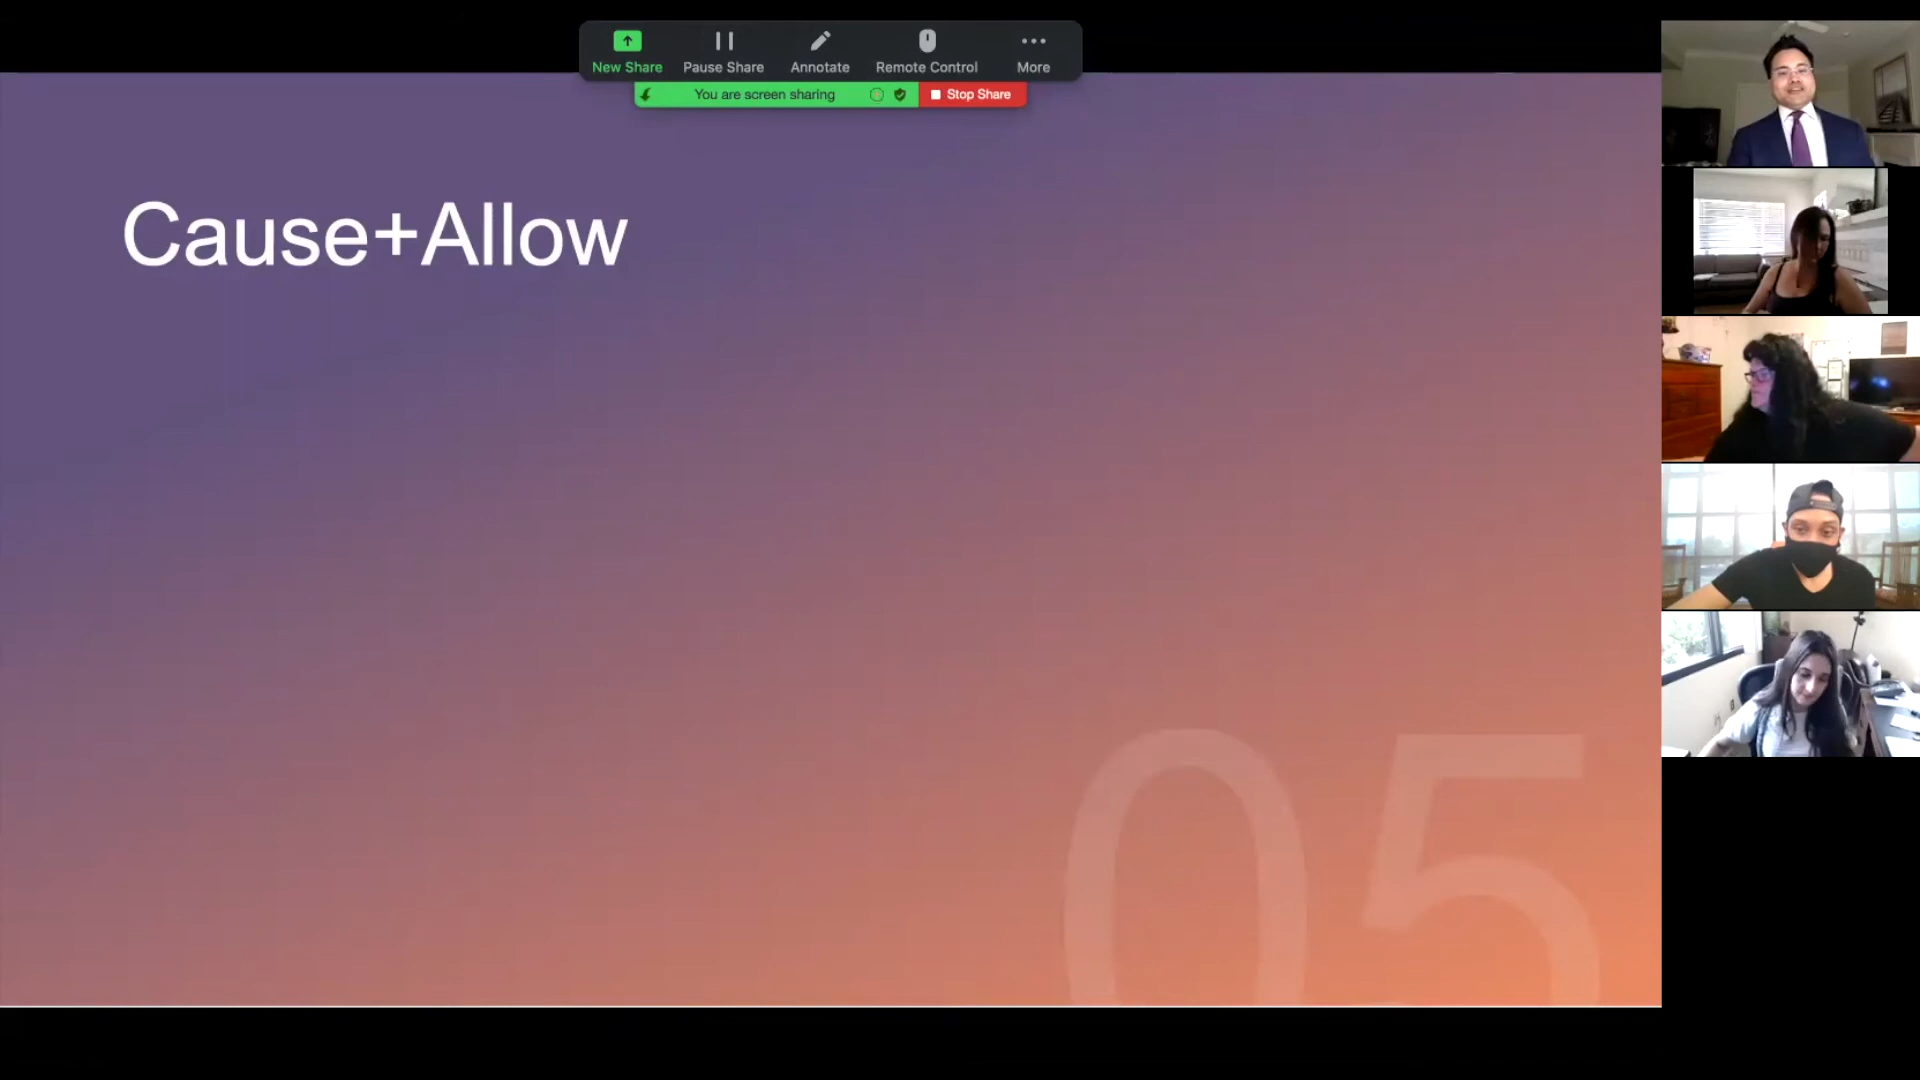 New Share
Pause Share
Annotate
Remote Control
More
You are screen sharing
Stop Share
Cause+Allow
05